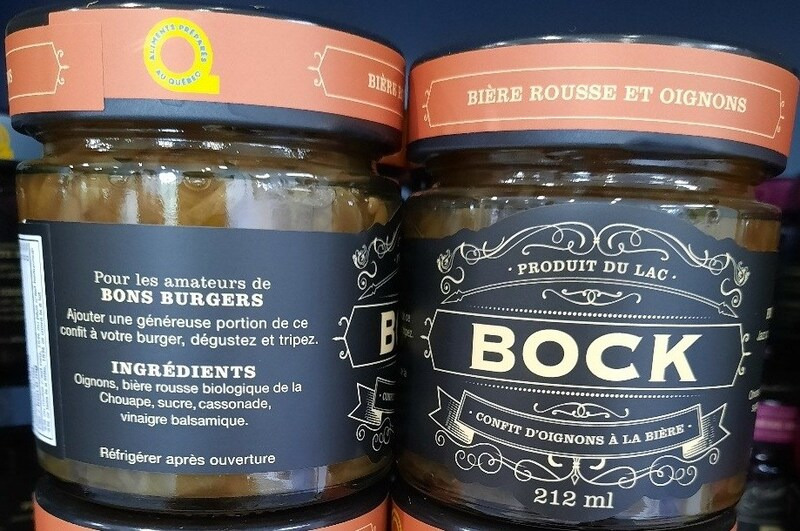 ALIMENTS PRÉPARÉS
AU QUÉBEC
BIÈRE
Pour les amateurs de
BONS BURGERS
Ajouter une généreuse portion de ce
confit à votre burger, dégustez et tripez.
INGRÉDIENTS
Oignons, bière rousse biologique de la
Chouape, sucre, cassonade,
vinaigre balsamique.
Réfrigérer après ouverture
B
BIÈRE ROUSSE ET OIGNONS
· PRODUIT DU LAC ·
BOCK
· CONFIT D'OIGNONS À LA BIÈRE ·
212 ml